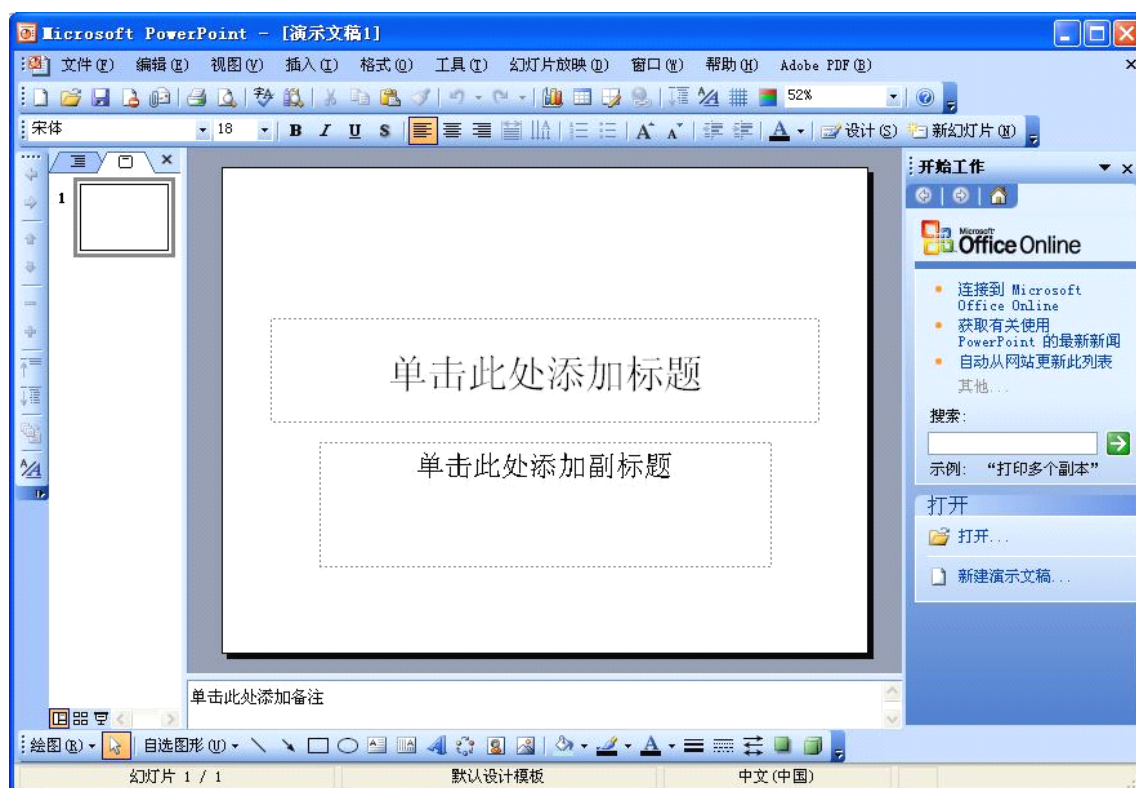 Microsoft PowerPoint - [演示文稿1]
文件(F) 编辑(E) 视图(V) 插入(I) 格式(O) 工具(T) 幻灯片放映(D) 窗口(W) 帮助(H) Adobe PDF(B)
52%
宋体 18 B I U S A A A 设计(S) 新幻灯片(N)
1
单击此处添加标题
单击此处添加副标题
单击此处添加备注
开始工作
Microsoft
Office Online
连接到 Microsoft
Office Online
获取有关使用
PowerPoint 的最新新闻
自动从网站更新此列表
其他...
搜索:
示例: “打印多个副本”
打开
打开...
新建演示文稿...
绘图(R) 自选图形(U) A
幻灯片 1 / 1 默认设计模板 中文(中国)